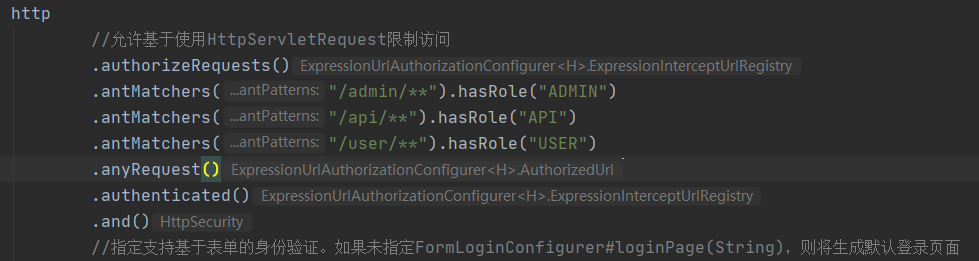 http
//允许基于使用HttpServletRequest限制访问
.authorizeRequests() ExpressionUrlAuthorizationConfigurer<H>.ExpressionInterceptUrlRegistry
.antMatchers( ...antPatterns: "/admin/**").hasRole("ADMIN")
.antMatchers( ...antPatterns: "/api/**").hasRole("API")
.antMatchers( ...antPatterns: "/user/**").hasRole("USER")
.anyRequest() ExpressionUrlAuthorizationConfigurer<H>.AuthorizedUrl
.authenticated() ExpressionUrlAuthorizationConfigurer<H>.ExpressionInterceptUrlRegistry
.and() HttpSecurity
//指定支持基于表单的身份验证。如果未指定FormLoginConfigurer#loginPage(String)，则将生成默认登录页面